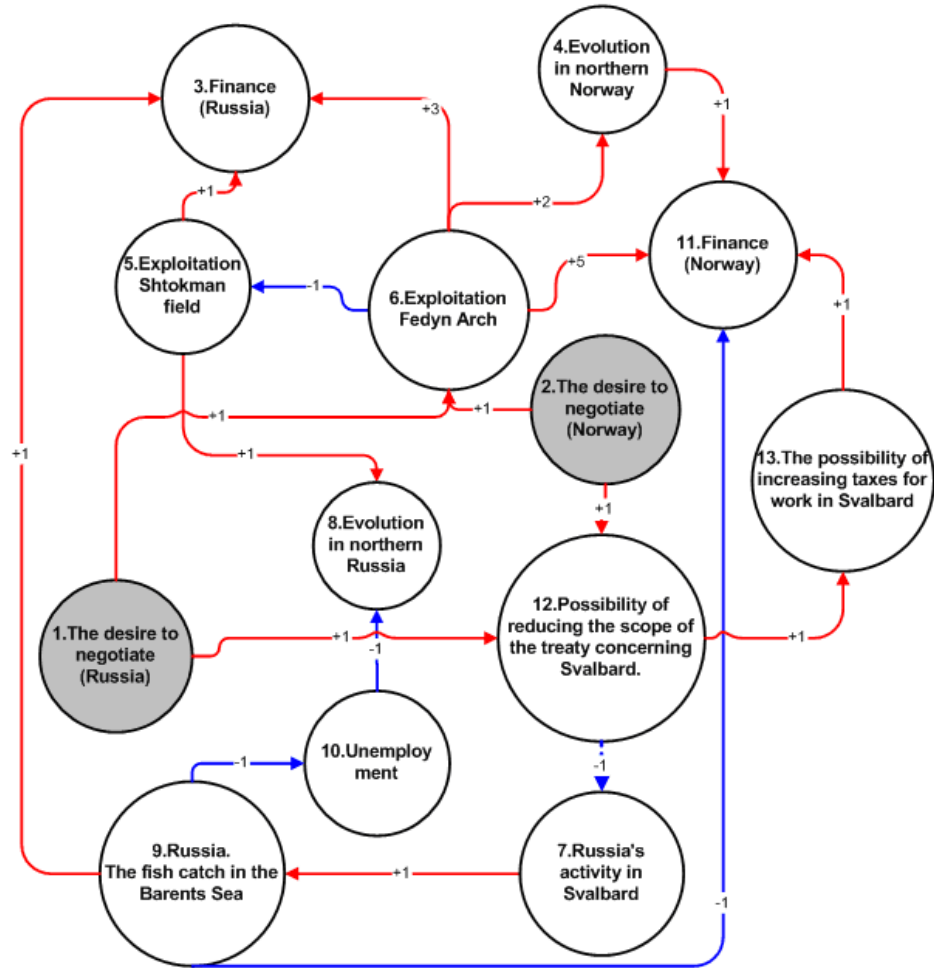 4.Evolution
in northern
Norway
3.Finance
(Russia)
+1
+3
+1
+2
11.Finance
(Norway)
5.Exploitation
Shtokman
field
+5
-1
6.Exploitation
Fedyn Arch
+1
2.The desire to
negotiate
(Norway)
+1
+1
+1
+1
13.The possibility of
increasing taxes for
work in Svalbard
+1
8.Evolution
in northern
Russia
12.Possibility of
reducing the scope of
the treaty concerning
Svalbard.
1.The desire to
negotiate
(Russia)
+1
+1
-1
10.Unemploy
ment
-1
-1
9.Russia.
The fish catch in the
Barents Sea
+1
7.Russia's
activity in
Svalbard
-1